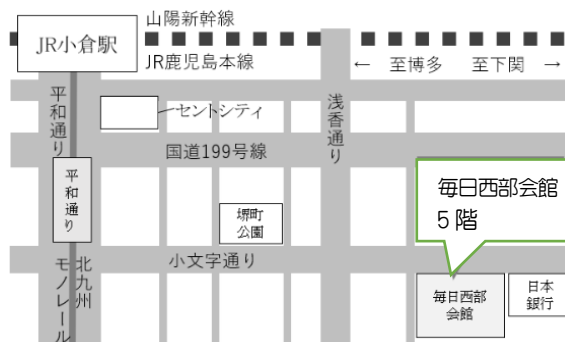 山陽新幹線
JR小倉駅
JR鹿児島本線
← 至博多 至下関 →
平和通り
セントシティ
浅香通り
国道199号線
平和通り
毎日西部会館
5階
堺町
公園
小文字通り
北九州
モノレール
毎日西部
会館
日本
銀行